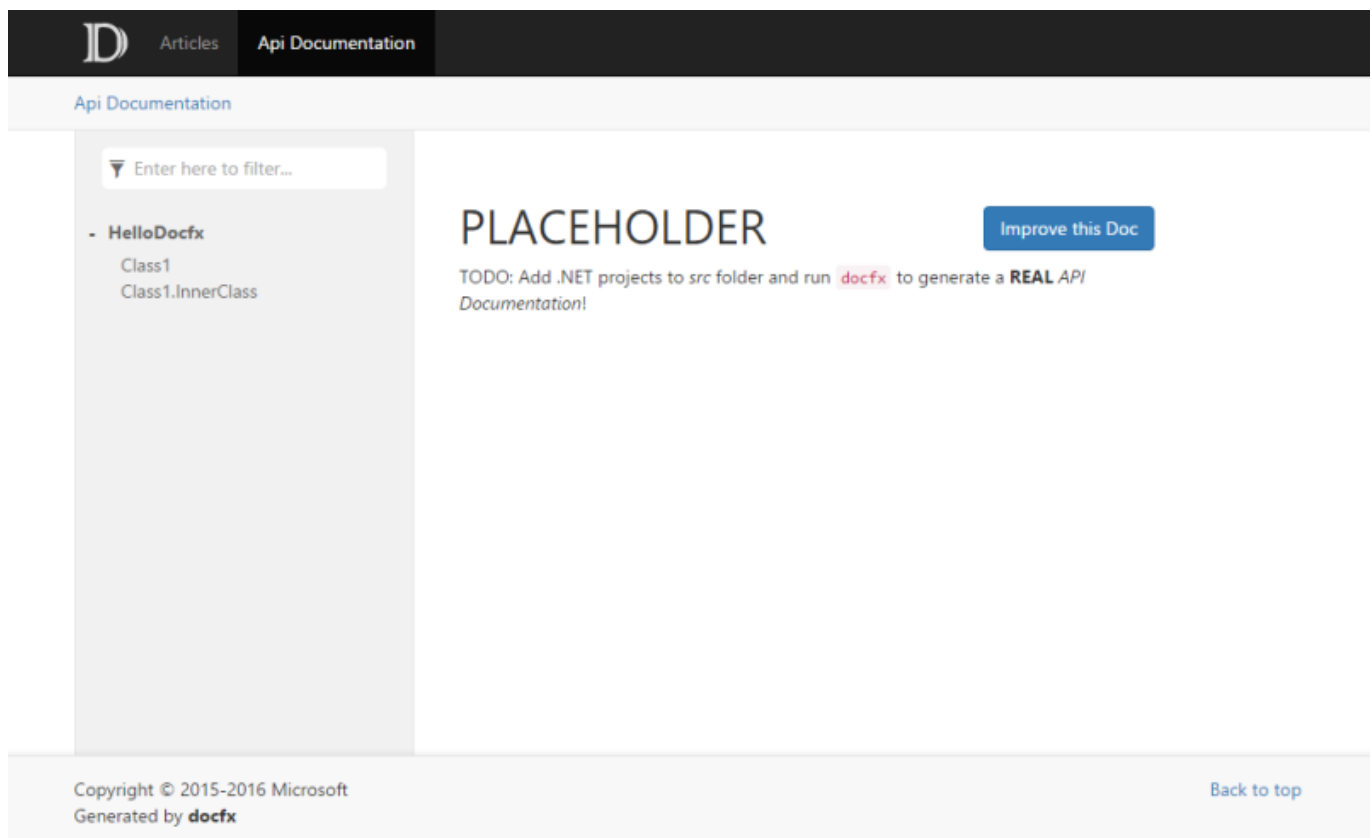 Articles
Api Documentation
Api Documentation
Enter here to filter...
- HelloDocfx
Class1
Class1.InnerClass
PLACEHOLDER
Improve this Doc
TODO: Add .NET projects to src folder and run docfx to generate a REAL API
Documentation!
Copyright © 2015-2016 Microsoft
Generated by docfx
Back to top